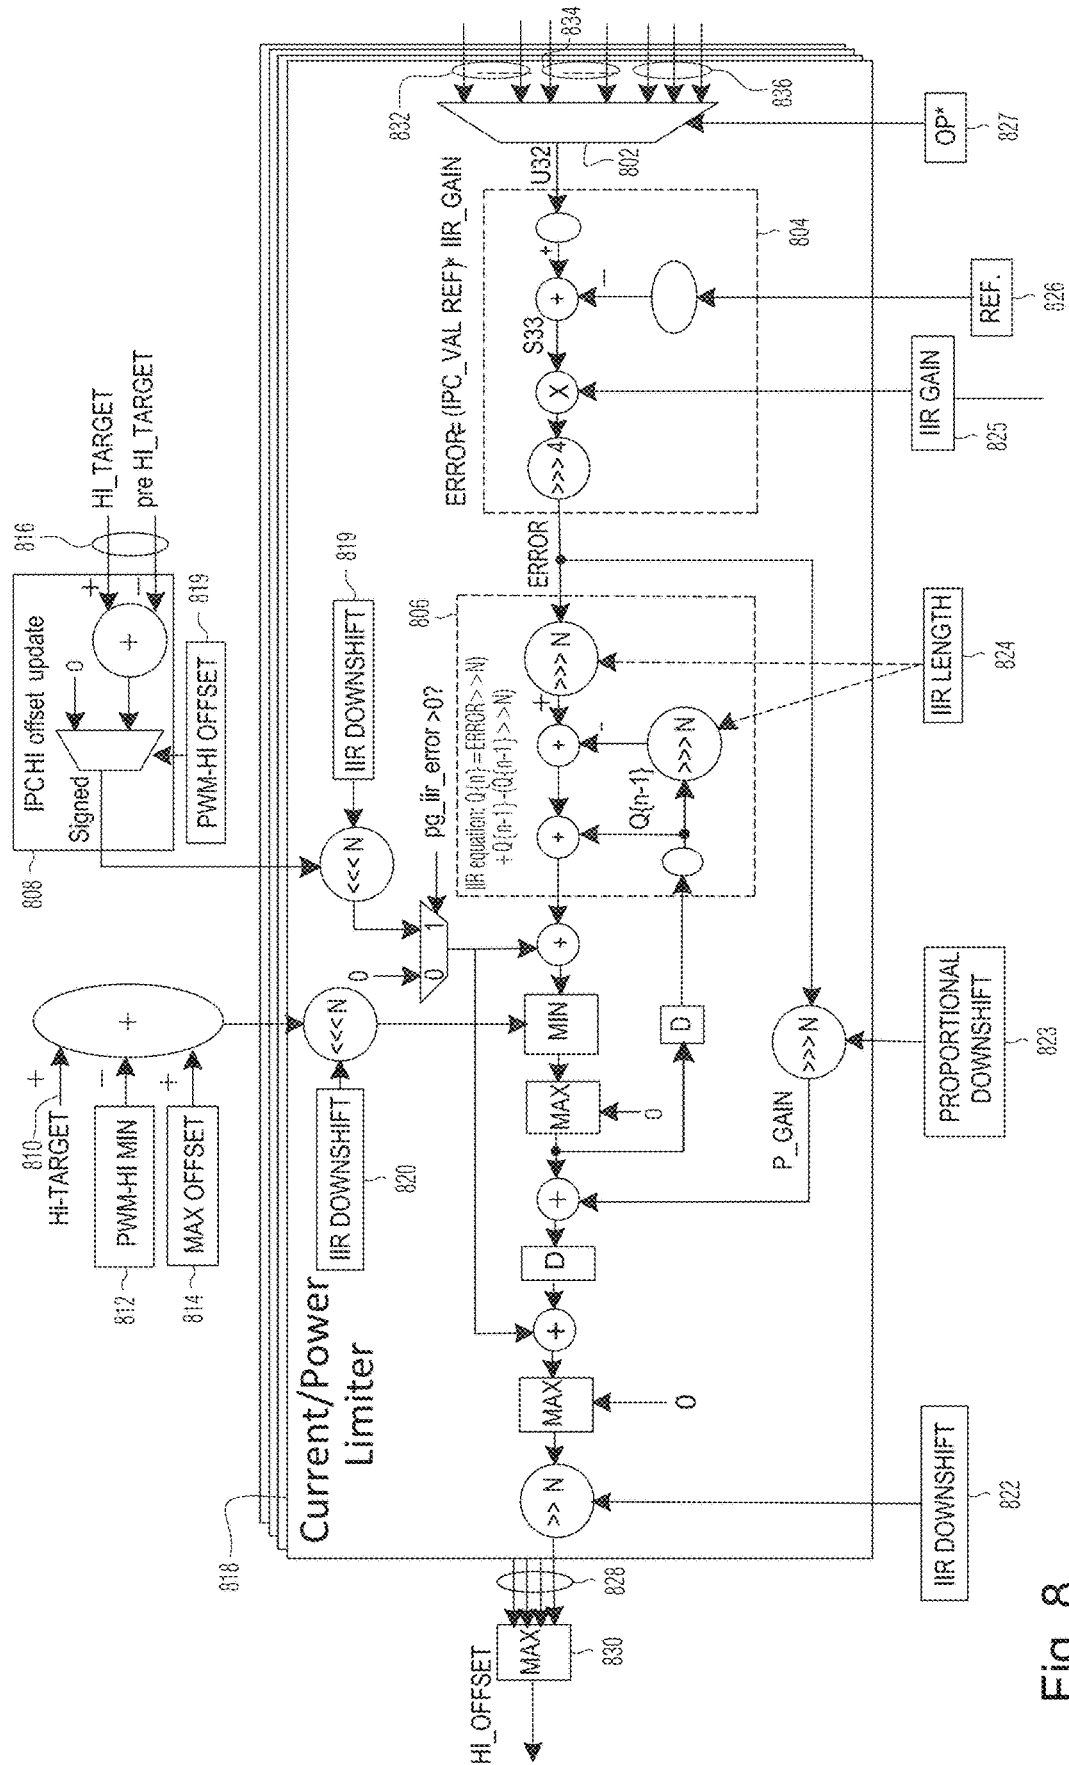 818
Current/Power
Limiter
HI_OFFSET
MAX
830
828
>> N
IIR DOWNSHIFT
822
MAX
0
+
D
+
MAX
0
MIN
+
D
P_GAIN
>>>N
PROPORTIONAL
DOWNSHIFT
823
810
HI-TARGET
+
PWM-HI MIN
−
812
MAX OFFSET
+
814
+
<<<N
IIR DOWNSHIFT
820
0
0
1
pg_iir_error >0?
<<< N
IIR DOWNSHIFT
819
808
IPCHI offset update
Signed
0
+
+
−
816
HI_TARGET
pre HI_TARGET
PWM-HI OFFSET
819
806
IIR equation: Q{n}=ERROR>>N)
+Q{n-1}-(Q{n-1}>>N)
+
+
+
−
>>> N
Q{n-1}
>>> N
IIR LENGTH
824
ERROR
ERROR=(IPC_VAL REF)* IIR_GAIN
>>> 4
X
S33
+
+
−
U32
804
IIR GAIN
825
REF.
826
802
832
834
836
OP*
827
Fig. 8